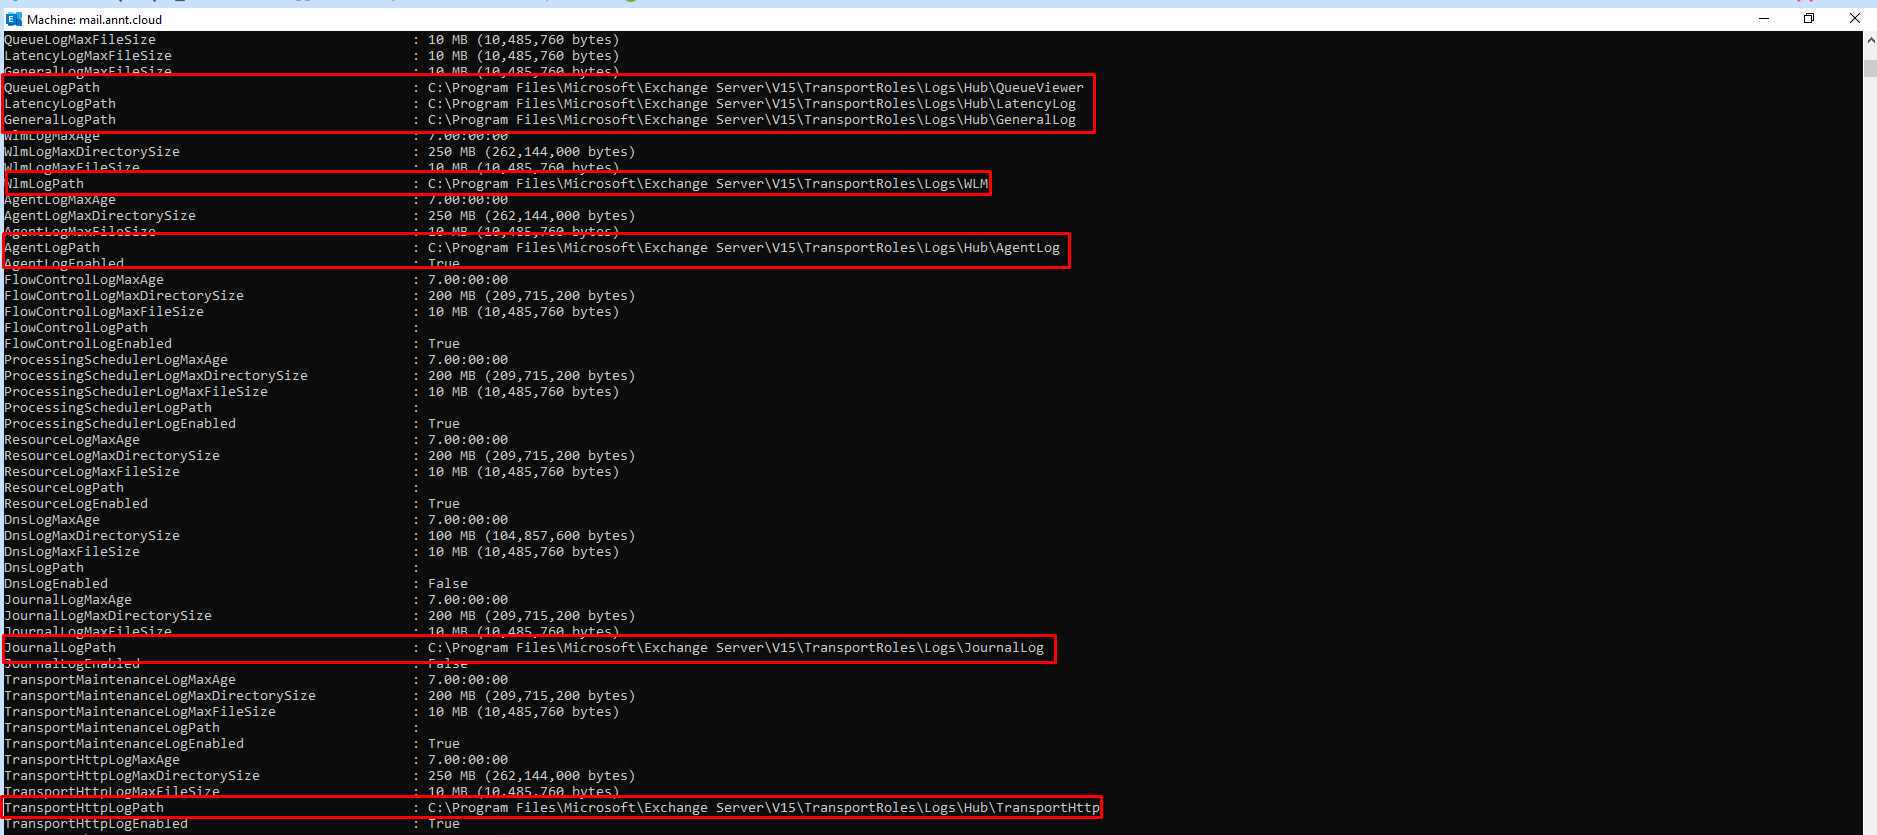 Machine: mail.annt.cloud
QueueLogMaxFileSize : 10 MB (10,485,760 bytes)
LatencyLogMaxFileSize : 10 MB (10,485,760 bytes)
GeneralLogMaxFileSize : 10 MB (10,485,760 bytes)
QueueLogPath : C:\Program Files\Microsoft\Exchange Server\V15\TransportRoles\Logs\Hub\QueueViewer
LatencyLogPath : C:\Program Files\Microsoft\Exchange Server\V15\TransportRoles\Logs\Hub\LatencyLog
GeneralLogPath : C:\Program Files\Microsoft\Exchange Server\V15\TransportRoles\Logs\Hub\GeneralLog
WlmLogMaxAge : 7.00:00:00
WlmLogMaxDirectorySize : 250 MB (262,144,000 bytes)
WlmLogMaxFileSize : 10 MB (10,485,760 bytes)
WlmLogPath : C:\Program Files\Microsoft\Exchange Server\V15\TransportRoles\Logs\WLM
AgentLogMaxAge : 7.00:00:00
AgentLogMaxDirectorySize : 250 MB (262,144,000 bytes)
AgentLogMaxFileSize : 10 MB (10,485,760 bytes)
AgentLogPath : C:\Program Files\Microsoft\Exchange Server\V15\TransportRoles\Logs\Hub\AgentLog
AgentLogEnabled : True
FlowControlLogMaxAge : 7.00:00:00
FlowControlLogMaxDirectorySize : 200 MB (209,715,200 bytes)
FlowControlLogMaxFileSize : 10 MB (10,485,760 bytes)
FlowControlLogPath :
FlowControlLogEnabled : True
ProcessingSchedulerLogMaxAge : 7.00:00:00
ProcessingSchedulerLogMaxDirectorySize : 200 MB (209,715,200 bytes)
ProcessingSchedulerLogMaxFileSize : 10 MB (10,485,760 bytes)
ProcessingSchedulerLogPath :
ProcessingSchedulerLogEnabled : True
ResourceLogMaxAge : 7.00:00:00
ResourceLogMaxDirectorySize : 200 MB (209,715,200 bytes)
ResourceLogMaxFileSize : 10 MB (10,485,760 bytes)
ResourceLogPath :
ResourceLogEnabled : True
DnsLogMaxAge : 7.00:00:00
DnsLogMaxDirectorySize : 100 MB (104,857,600 bytes)
DnsLogMaxFileSize : 10 MB (10,485,760 bytes)
DnsLogPath :
DnsLogEnabled : False
JournalLogMaxAge : 7.00:00:00
JournalLogMaxDirectorySize : 200 MB (209,715,200 bytes)
JournalLogMaxFileSize : 10 MB (10,485,760 bytes)
JournalLogPath : C:\Program Files\Microsoft\Exchange Server\V15\TransportRoles\Logs\JournalLog
JournalLogEnabled : False
TransportMaintenanceLogMaxAge : 7.00:00:00
TransportMaintenanceLogMaxDirectorySize : 200 MB (209,715,200 bytes)
TransportMaintenanceLogMaxFileSize : 10 MB (10,485,760 bytes)
TransportMaintenanceLogPath :
TransportMaintenanceLogEnabled : True
TransportHttpLogMaxAge : 7.00:00:00
TransportHttpLogMaxDirectorySize : 250 MB (262,144,000 bytes)
TransportHttpLogMaxFileSize : 10 MB (10,485,760 bytes)
TransportHttpLogPath : C:\Program Files\Microsoft\Exchange Server\V15\TransportRoles\Logs\Hub\TransportHttp
TransportHttpLogEnabled : True